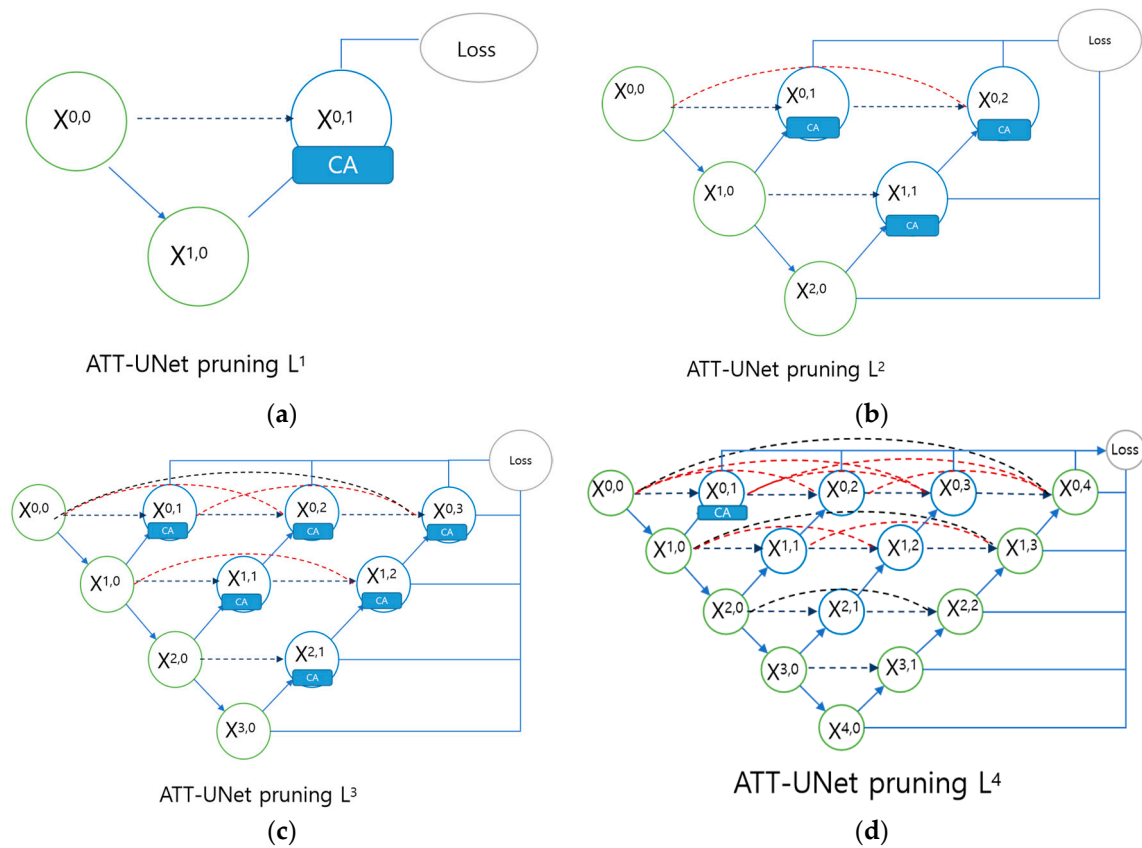 Loss
X⁰,⁰
X⁰,¹
CA
X¹,⁰
ATT-UNet pruning L¹
(a)
Loss
X⁰,⁰
X⁰,¹
X⁰,²
CA
CA
X¹,⁰
X¹,¹
CA
X²,⁰
ATT-UNet pruning L²
(b)
Loss
X⁰,⁰
X⁰,¹
X⁰,²
X⁰,³
CA
CA
CA
X¹,⁰
X¹,¹
X¹,²
CA
CA
X²,⁰
X²,¹
CA
X³,⁰
ATT-UNet pruning L³
(c)
Loss
X⁰,⁰
X⁰,¹
X⁰,²
X⁰,³
X⁰,⁴
CA
X¹,⁰
X¹,¹
X¹,²
X¹,³
X²,⁰
X²,¹
X²,²
X³,⁰
X³,¹
X⁴,⁰
ATT-UNet pruning L⁴
(d)